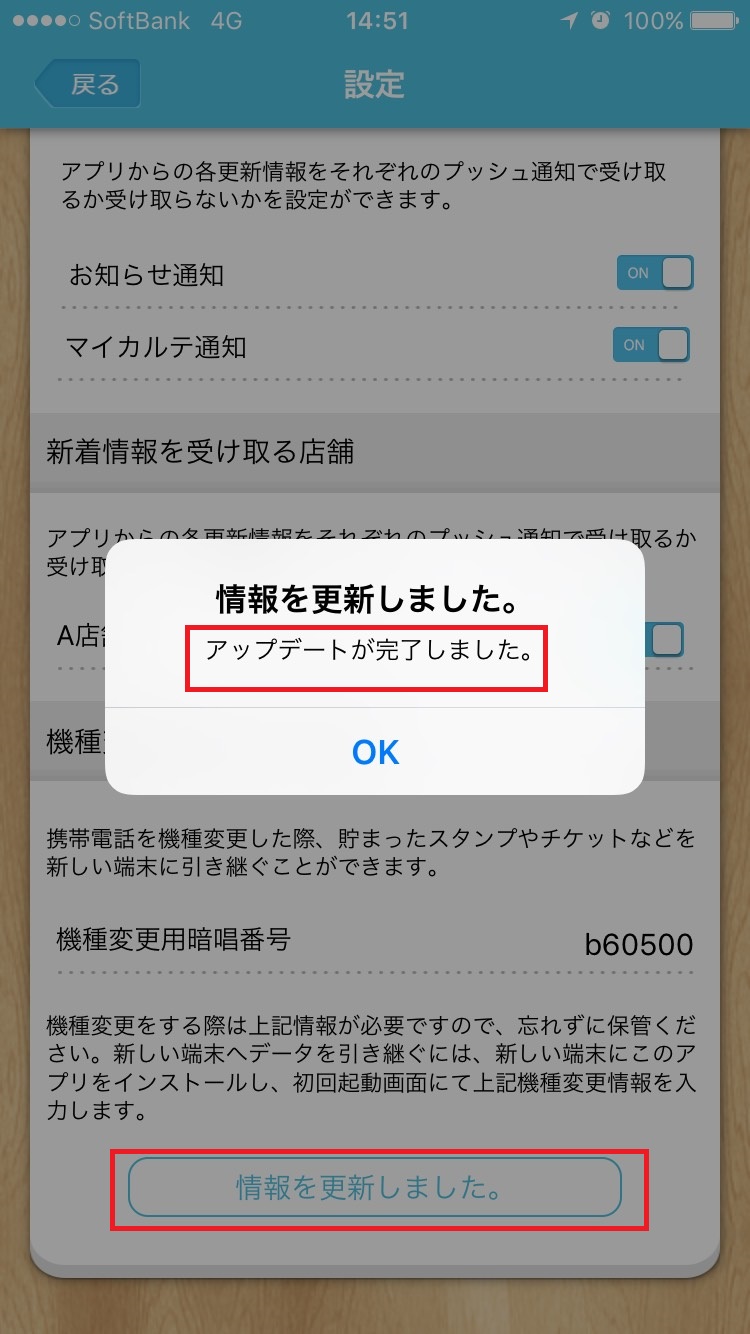 SoftBank 4G 14:51 100%
戻る 設定
アプリからの各更新情報をそれぞれのプッシュ通知で受け取
るか受け取らないかを設定ができます。
お知らせ通知 ON
マイカルテ通知 ON
新着情報を受け取る店舗
アプリからの各更新情報をそれぞれのプッシュ通知で受け取るか
受け取
情報を更新しました。
A店
アップデートが完了しました。
機種
OK
携帯電話を機種変更した際、貯まったスタンプやチケットなどを
新しい端末に引き継ぐことができます。
機種変更用暗唱番号 b60500
機種変更をする際は上記情報が必要ですので、忘れずに保管くだ
さい。新しい端末へデータを引き継ぐには、新しい端末にこのア
プリをインストールし、初回起動画面にて上記機種変更情報を入
力します。
情報を更新しました。